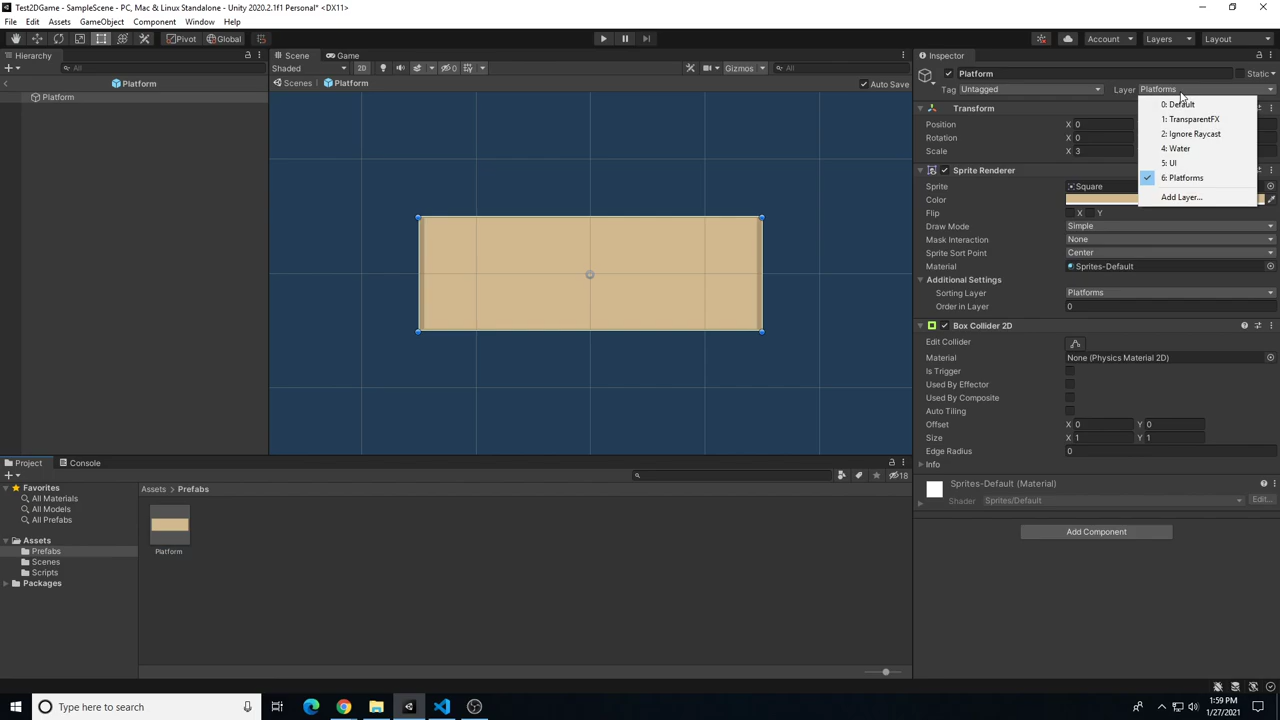 Test2DGame - SampleScene - PC, Mac & Linux Standalone - Unity 2020.2.1f1 Personal* <DX11>
File Edit Assets GameObject Component Window Help
Pivot Global Account Layers Layout
Hierarchy
All
Platform
Platform
Scene Game
Shaded 2D 0 Gizmos All
Scenes Platform Auto Save
Inspector
Platform Static
Tag Untagged Layer Platforms
0: Default
1: TransparentFX
2: Ignore Raycast
4: Water
5: UI
6: Platforms
Add Layer...
Transform
Position X 0
Rotation X 0
Scale X 3
Sprite Renderer
Sprite Square
Color
Flip X Y
Draw Mode Simple
Mask Interaction None
Sprite Sort Point Center
Material Sprites-Default
Additional Settings
Sorting Layer Platforms
Order in Layer 0
Box Collider 2D
Edit Collider
Material None (Physics Material 2D)
Is Trigger
Used By Effector
Used By Composite
Auto Tiling
Offset X 0 Y 0
Size X 1 Y 1
Edge Radius 0
Info
Sprites-Default (Material)
Shader Sprites/Default Edit...
Add Component
Project Console
18
Favorites
All Materials
All Models
All Prefabs
Assets
Prefabs
Scenes
Scripts
Packages
Assets > Prefabs
Platform
Type here to search
1:59 PM
1/27/2021